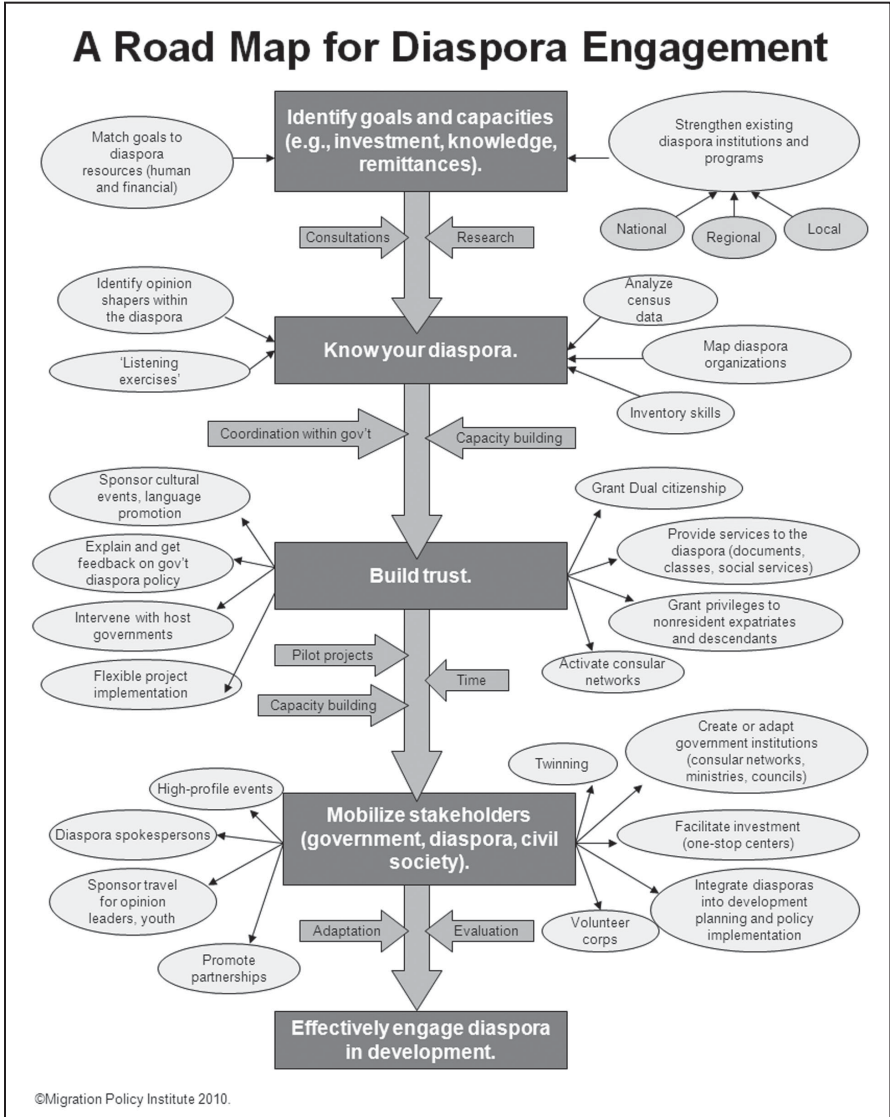 A Road Map for Diaspora Engagement
Identify goals and capacities
(e.g., investment, knowledge,
remittances).
Match goals to
diaspora
resources (human
and financial)
Strengthen existing
diaspora institutions and
programs
National
Regional
Local
Consultations
Research
Identify opinion
shapers within
the diaspora
'Listening
exercises'
Know your diaspora.
Analyze
census
data
Map diaspora
organizations
Inventory skills
Coordination within gov't
Capacity building
Sponsor cultural
events, language
promotion
Explain and get
feedback on gov't
diaspora policy
Intervene with host
governments
Flexible project
implementation
Build trust.
Grant Dual citizenship
Provide services to the
diaspora (documents,
classes, social services)
Grant privileges to
nonresident expatriates
and descendants
Activate consular
networks
Pilot projects
Time
Capacity building
High-profile events
Diaspora spokespersons
Sponsor travel
for opinion
leaders, youth
Promote
partnerships
Mobilize stakeholders
(government, diaspora, civil
society).
Twinning
Create or adapt
government institutions
(consular networks,
ministries, councils)
Facilitate investment
(one-stop centers)
Integrate diasporas
into development
planning and policy
implementation
Volunteer
corps
Adaptation
Evaluation
Effectively engage diaspora
in development.
©Migration Policy Institute 2010.